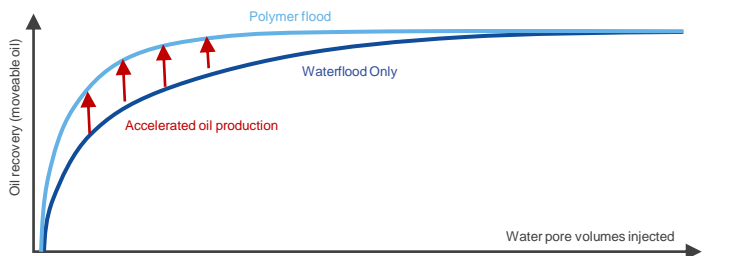 Polymer flood
Waterflood Only
Accelerated oil production
Oil recovery (moveable oil)
Water pore volumes injected